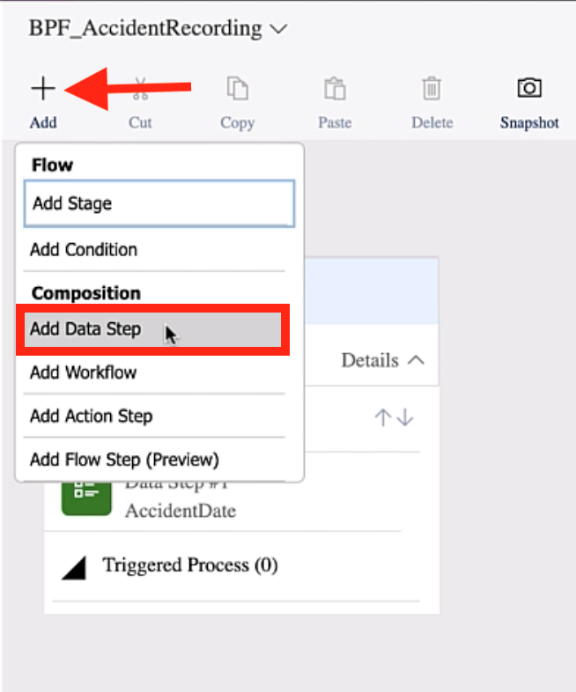 BPF_AccidentRecording
Add Cut Copy Paste Delete Snapshot
Flow
Add Stage
Add Condition
Composition
Add Data Step
Details
Add Workflow
Add Action Step
Add Flow Step (Preview)
Data Step #1
AccidentDate
Triggered Process (0)